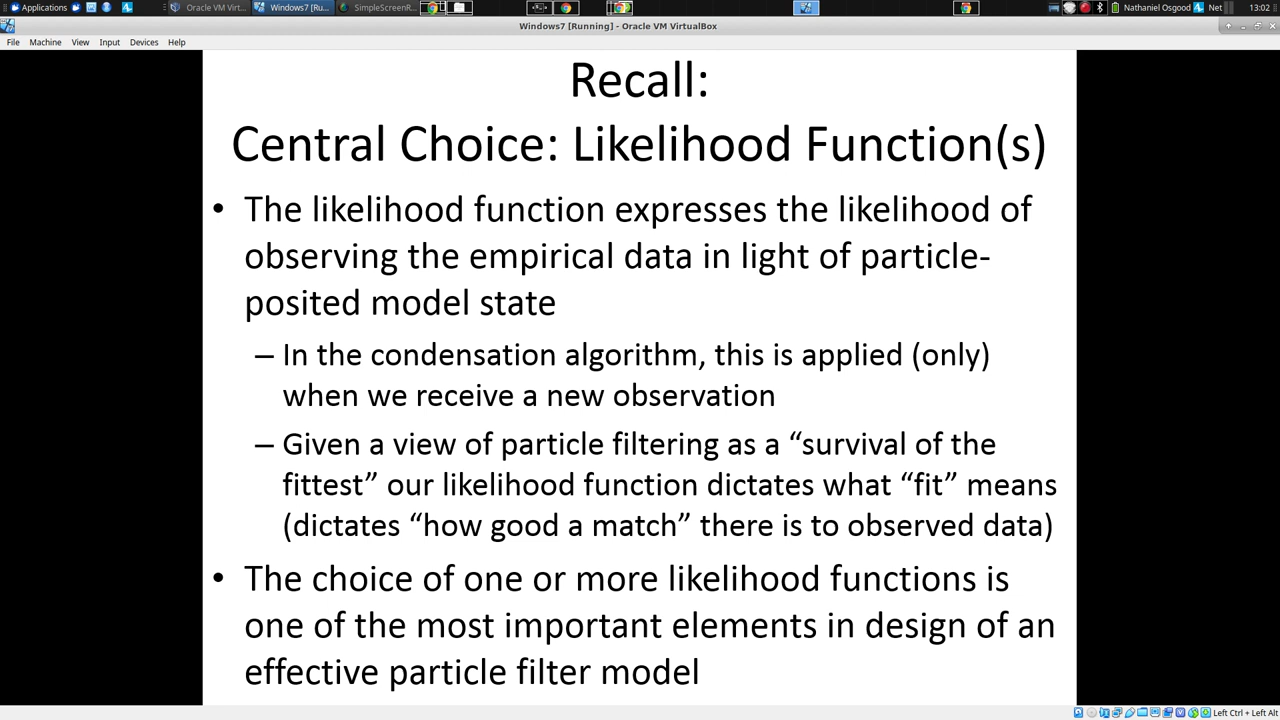 Applications
Oracle VM Virt...
Windows7 [Ru...
SimpleScreenR...
Nathaniel Osgood
Net
13:02
Windows7 [Running] - Oracle VM VirtualBox
File Machine View Input Devices Help
Recall:
Central Choice: Likelihood Function(s)
• The likelihood function expresses the likelihood of
observing the empirical data in light of particle-
posited model state
– In the condensation algorithm, this is applied (only)
when we receive a new observation
– Given a view of particle filtering as a “survival of the
fittest” our likelihood function dictates what “fit” means
(dictates “how good a match” there is to observed data)
• The choice of one or more likelihood functions is
one of the most important elements in design of an
effective particle filter model
Left Ctrl + Left Alt